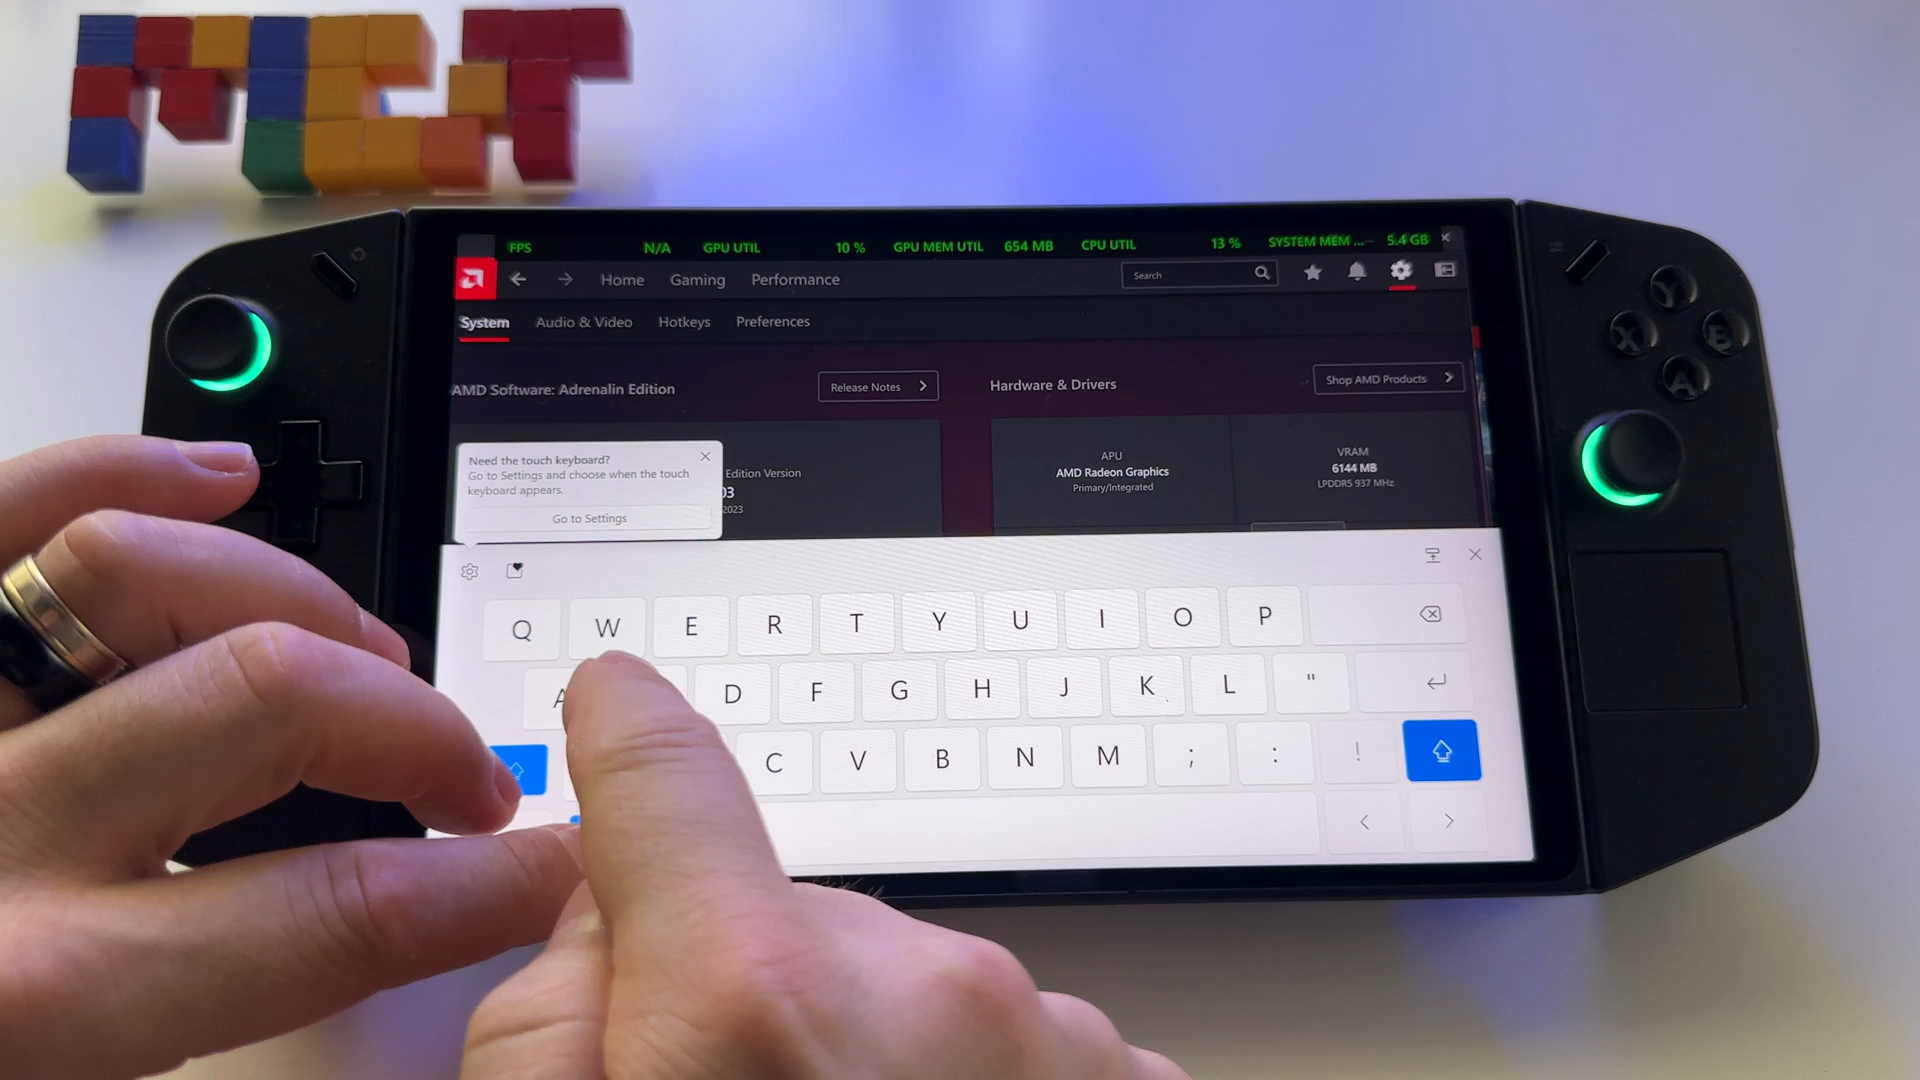 MCT
FPS N/A GPU UTIL 10 % GPU MEM UTIL 654 MB CPU UTIL 13 % SYSTEM MEM ... 5.4 GB
Home Gaming Performance Search
System Audio & Video Hotkeys Preferences
AMD Software: Adrenalin Edition Release Notes
Hardware & Drivers Shop AMD Products
Need the touch keyboard?
Go to Settings and choose when the touch
keyboard appears.
Go to Settings
Edition Version
03
2023
APU
AMD Radeon Graphics
Primary/Integrated
VRAM
6144 MB
LPDDR5 937 MHz
Q W E R T Y U I O P
A D F G H J K L "
C V B N M ; : !
< >
Y
X B
A